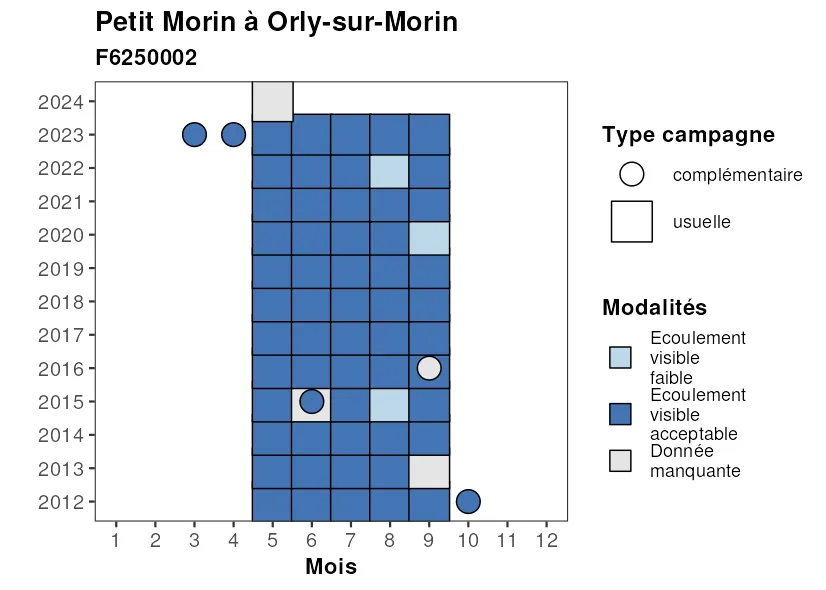 Petit Morin à Orly-sur-Morin
F6250002
2024
2023
2022
2021
2020
2019
2018
2017
2016
2015
2014
2013
2012
1 2 3 4 5 6 7 8 9 10 11 12
Mois
Type campagne
complémentaire
usuelle
Modalités
Ecoulement
visible
faible
Ecoulement
visible
acceptable
Donnée
manquante